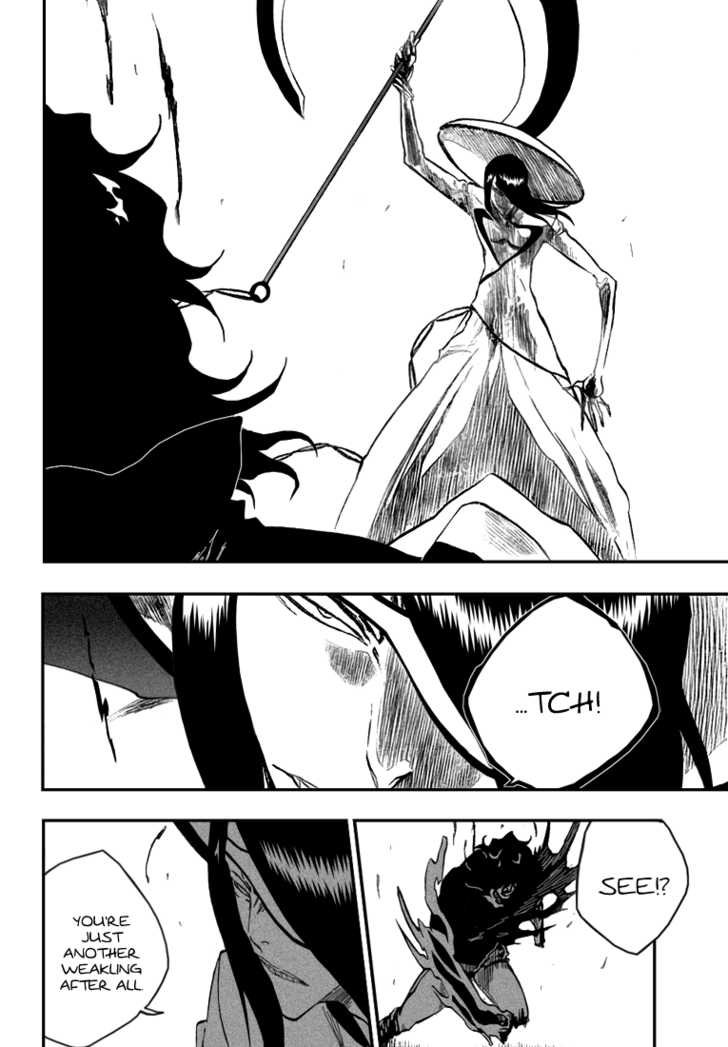 ...TCH!
SEE!?
YOU'RE
JUST
ANOTHER
WEAKLING
AFTER ALL.